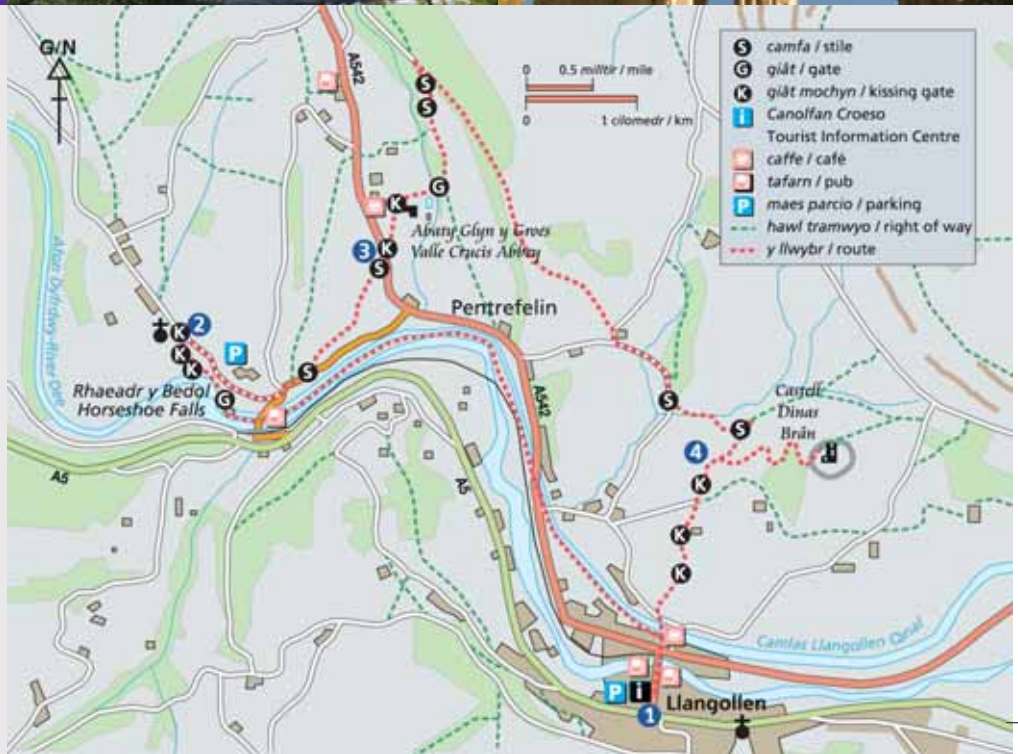 G/N
A542
0 0.5 milltir / mile
0 1 cilomedr / km
S camfa / stile
G giât / gate
K giât mochyn / kissing gate
i Canolfan Croeso
Tourist Information Centre
caffe / café
tafarn / pub
P maes parcio / parking
hawl tramwyo / right of way
y llwybr / route
S
S
G
K
Abaty Glyn y Groes
Valle Crucis Abbey
3
K
S
Afon Dyfrdwy-River Dee
Pentrefelin
K
2
K
K
P
S
Rhaeadr y Bedol
Horseshoe Falls
G
A542
S
Castell
Dinas
Brân
S
4
K
A5
A5
K
K
Camlas Llangollen Canal
P
i
Llangollen
1